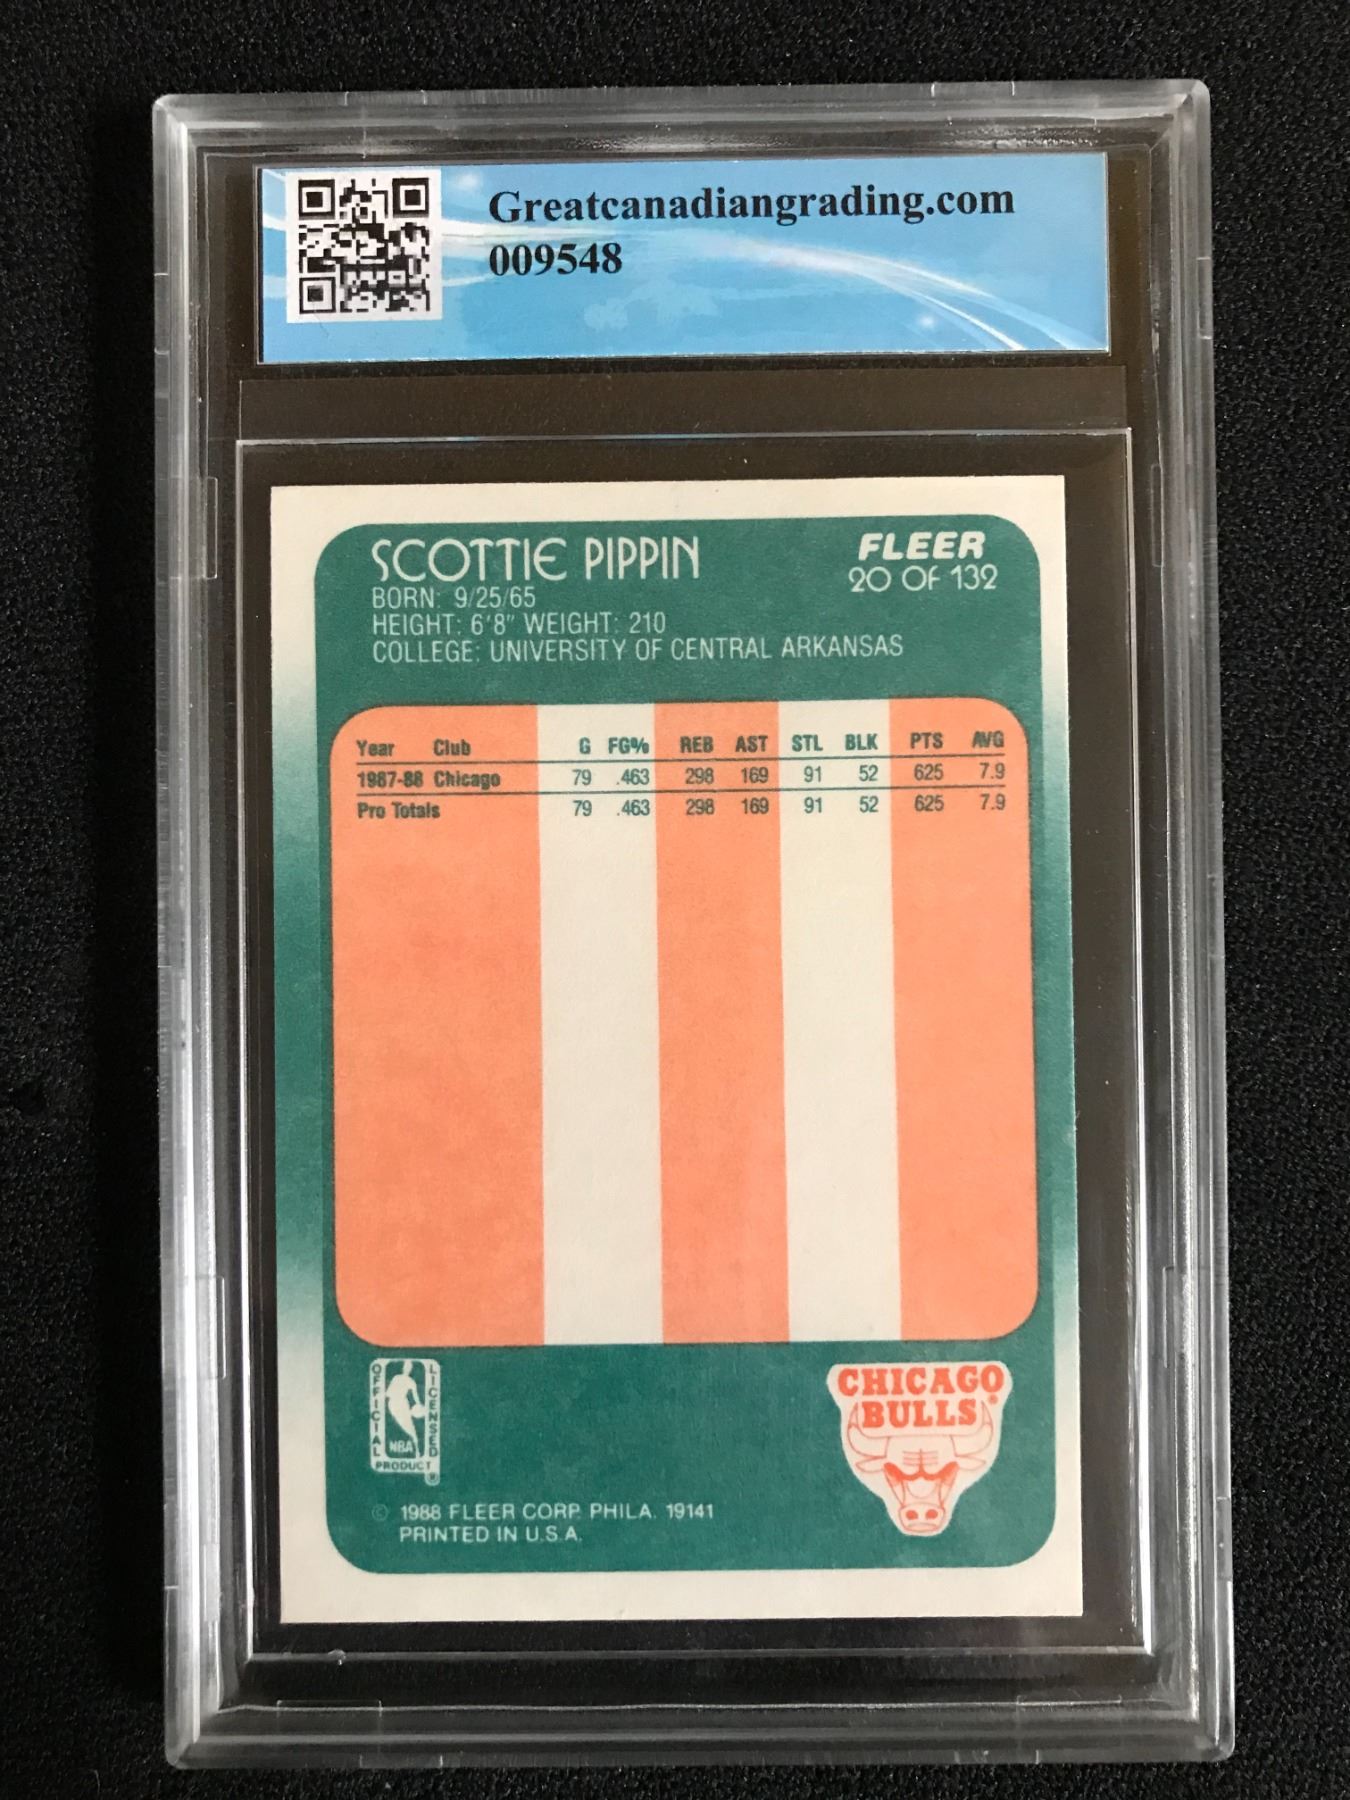 Greatcanadiangrading.com
009548
SCOTTIE PIPPIN
FLEER
20 OF 132
BORN: 9/25/65
HEIGHT: 6'8" WEIGHT: 210
COLLEGE: UNIVERSITY OF CENTRAL ARKANSAS
Year Club G FG% REB AST STL BLK PTS AVG
1987-88 Chicago 79 .463 298 169 91 52 625 7.9
Pro Totals 79 .463 298 169 91 52 625 7.9
OFFICIAL
LICENSED
NBA
PRODUCT ®
CHICAGO
BULLS ®
© 1988 FLEER CORP. PHILA. 19141
PRINTED IN U.S.A.